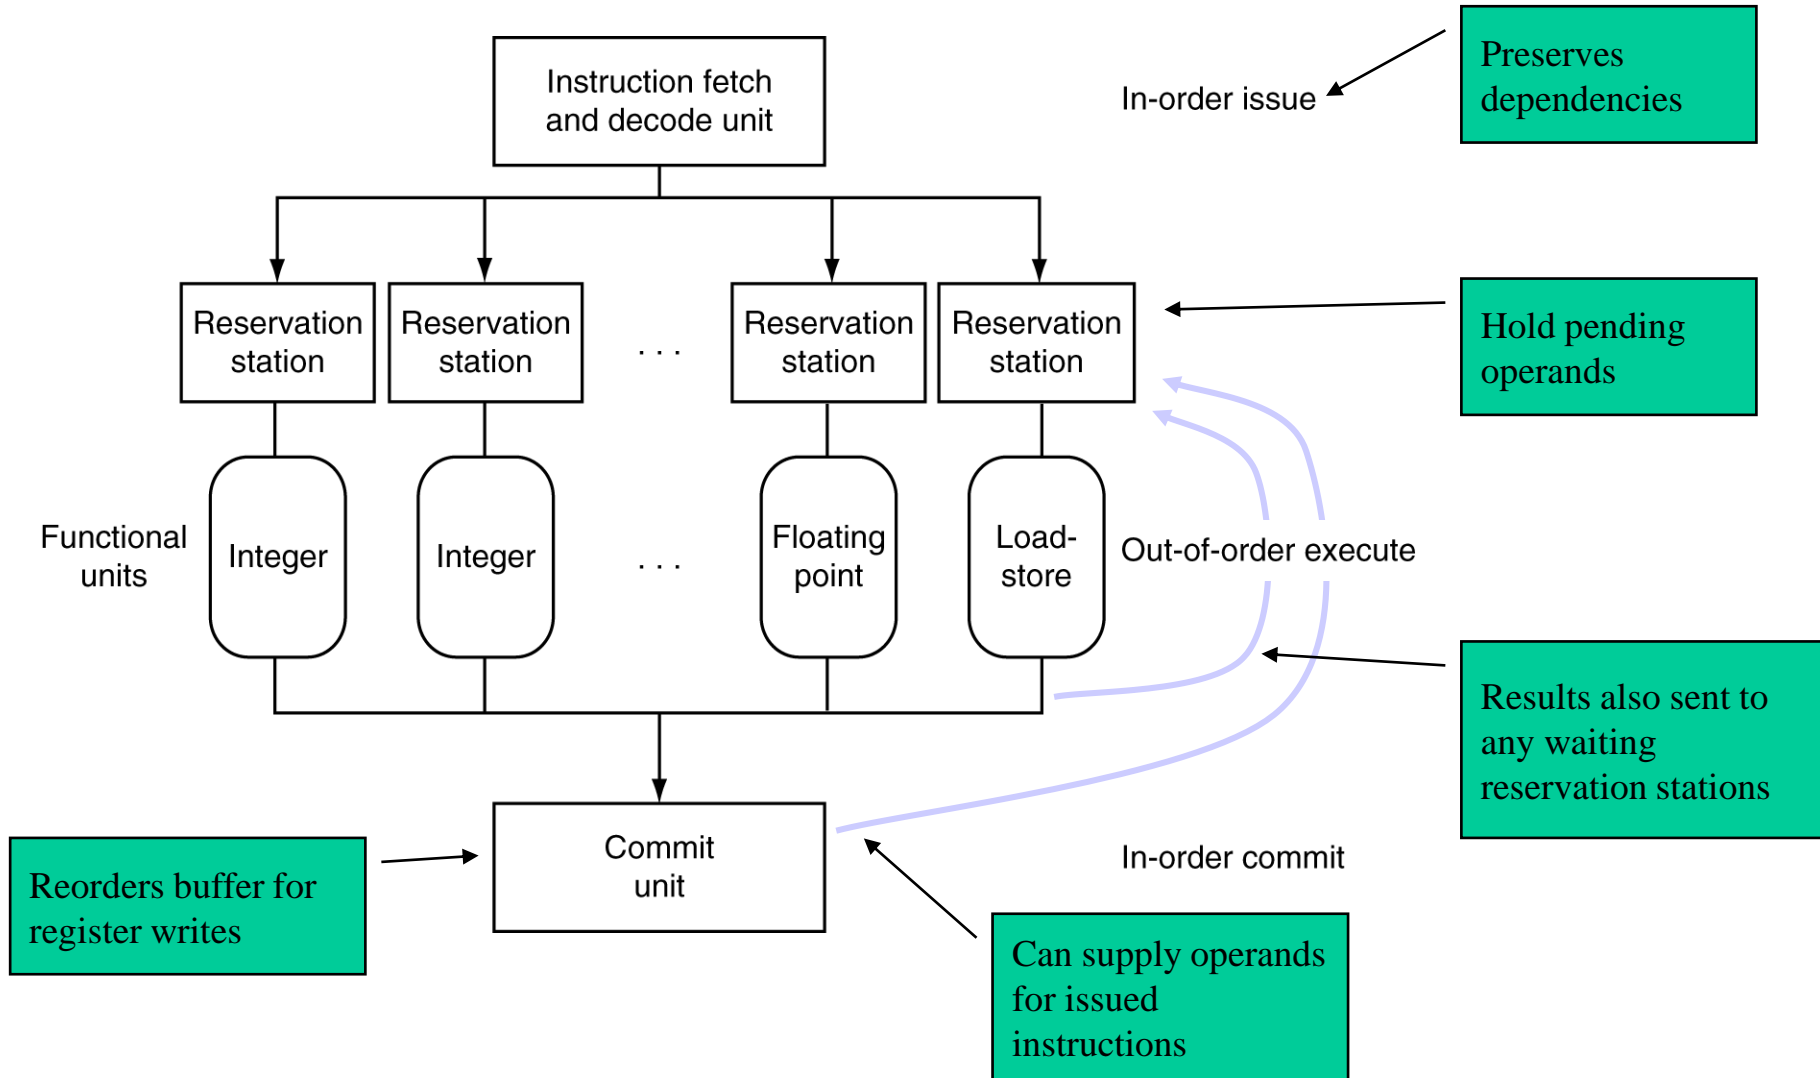 Instruction fetch
and decode unit
In-order issue
Preserves
dependencies
Reservation
station
Reservation
station
. . .
Reservation
station
Reservation
station
Hold pending
operands
Functional
units
Integer
Integer
. . .
Floating
point
Load-
store
Out-of-order execute
Results also sent to
any waiting
reservation stations
Commit
unit
In-order commit
Reorders buffer for
register writes
Can supply operands
for issued
instructions